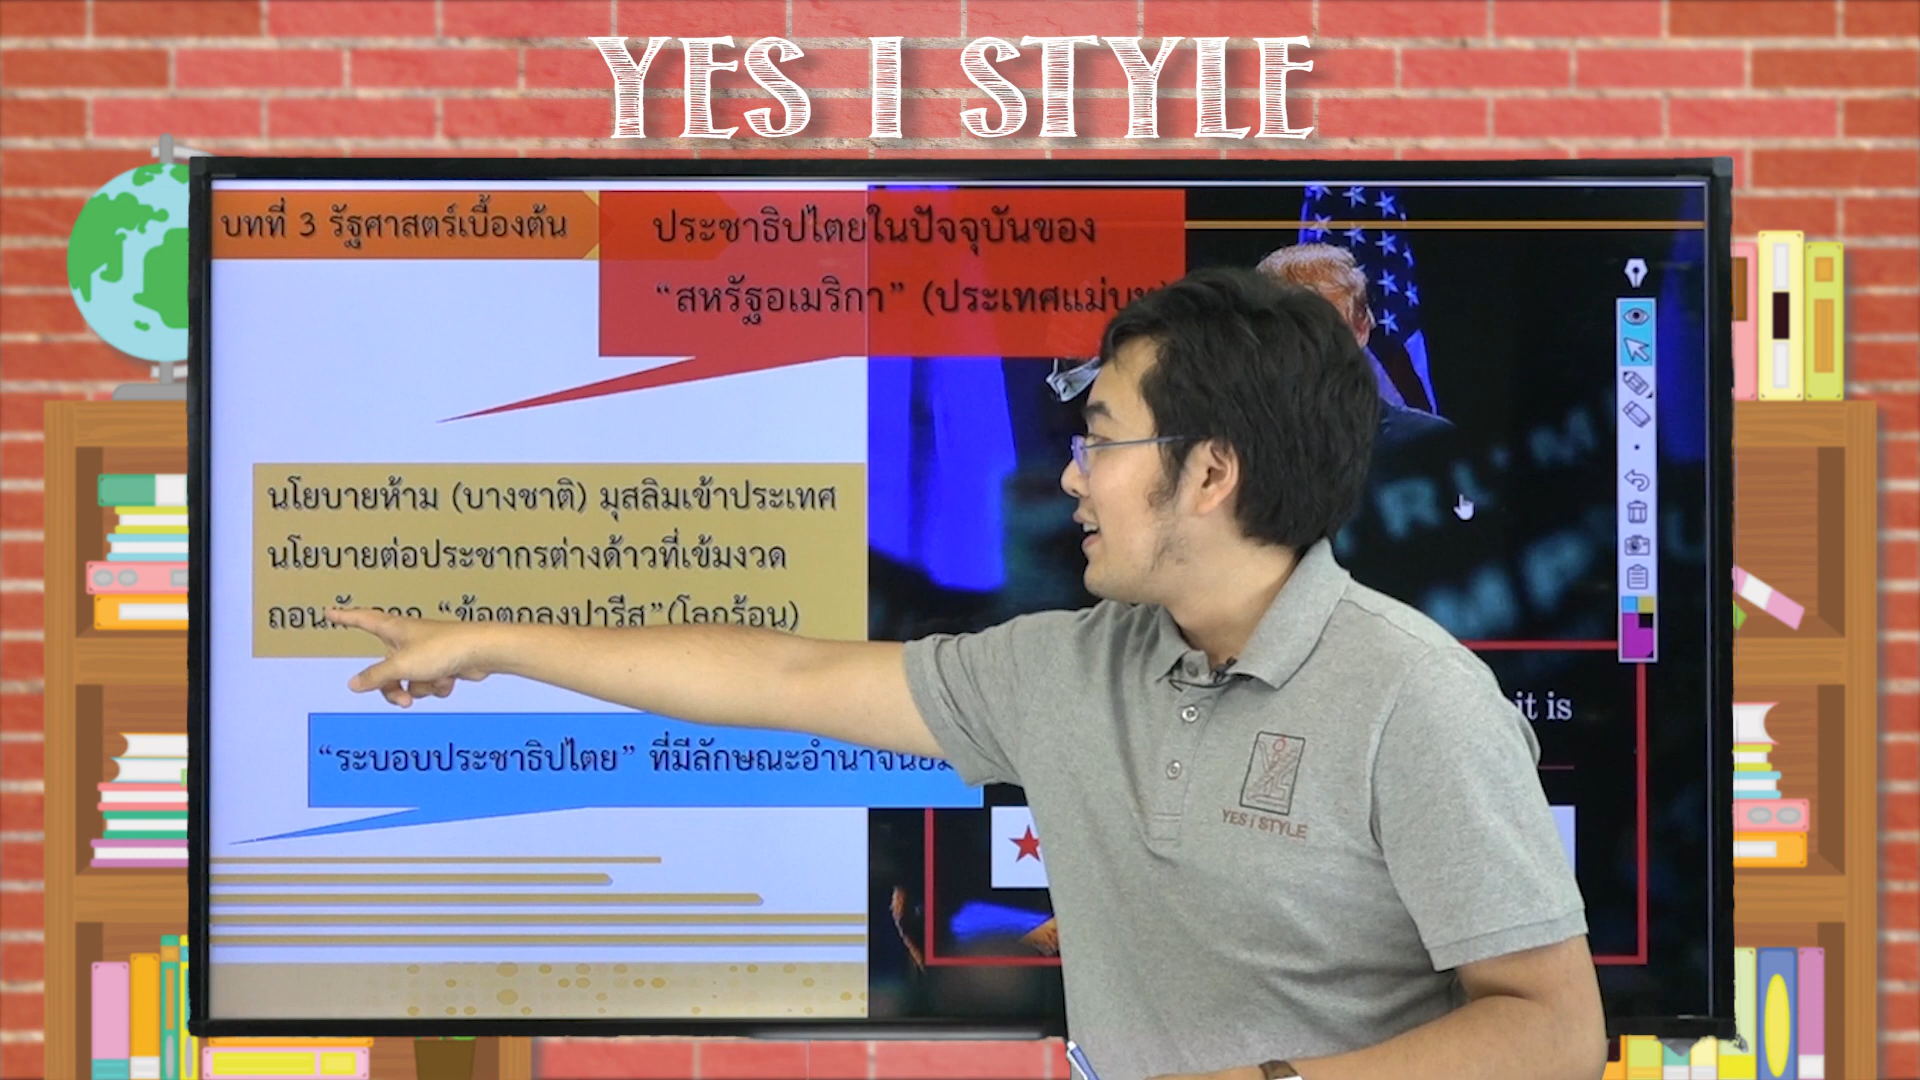 YES I STYLE
บทที่ 3 รัฐศาสตร์เบื้องต้น
ประชาธิปไตยในปัจจุบันของ
“สหรัฐอเมริกา” (ประเทศแม่บท)
นโยบายห้าม (บางชาติ) มุสลิมเข้าประเทศ
นโยบายต่อประชากรต่างด้าวที่เข้มงวด
“ข้อตกลงปารีส”(โลกร้อน)
“ระบอบประชาธิปไตย” ที่มีลักษณะอำนาจนิยม
it is
YES i STYLE